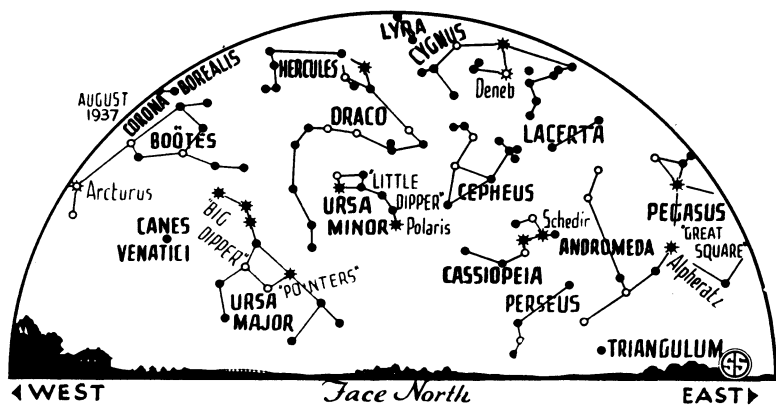 LYRA
CYGNUS
HERCULES
Deneb
CORONA BOREALIS
AUGUST
1937
DRACO
LACERTA
BOÖTES
Arcturus
"LITTLE
DIPPER"
CEPHEUS
URSA
MINOR
Polaris
"BIG
DIPPER"
CANES
VENATICI
Schedir
PEGASUS
"GREAT
SQUARE"
ANDROMEDA
Alpheratz
CASSIOPEIA
"POINTERS"
URSA
MAJOR
PERSEUS
TRIANGULUM
SS
WEST
Face North
EAST